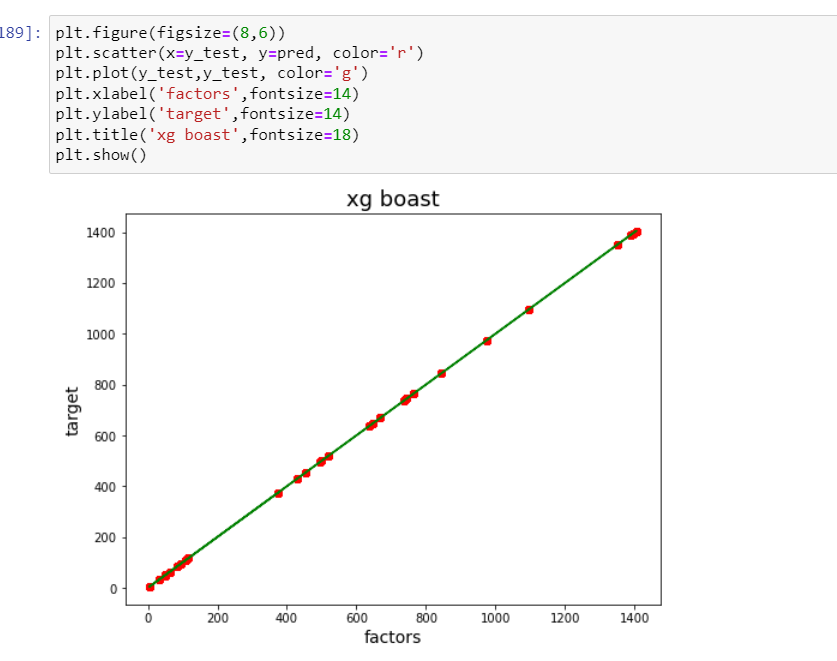 189]:
plt.figure(figsize=(8,6))
plt.scatter(x=y_test, y=pred, color='r')
plt.plot(y_test,y_test, color='g')
plt.xlabel('factors',fontsize=14)
plt.ylabel('target',fontsize=14)
plt.title('xg boast',fontsize=18)
plt.show()
xg boast
1400
1200
1000
800
600
400
200
0
target
0 200 400 600 800 1000 1200 1400
factors